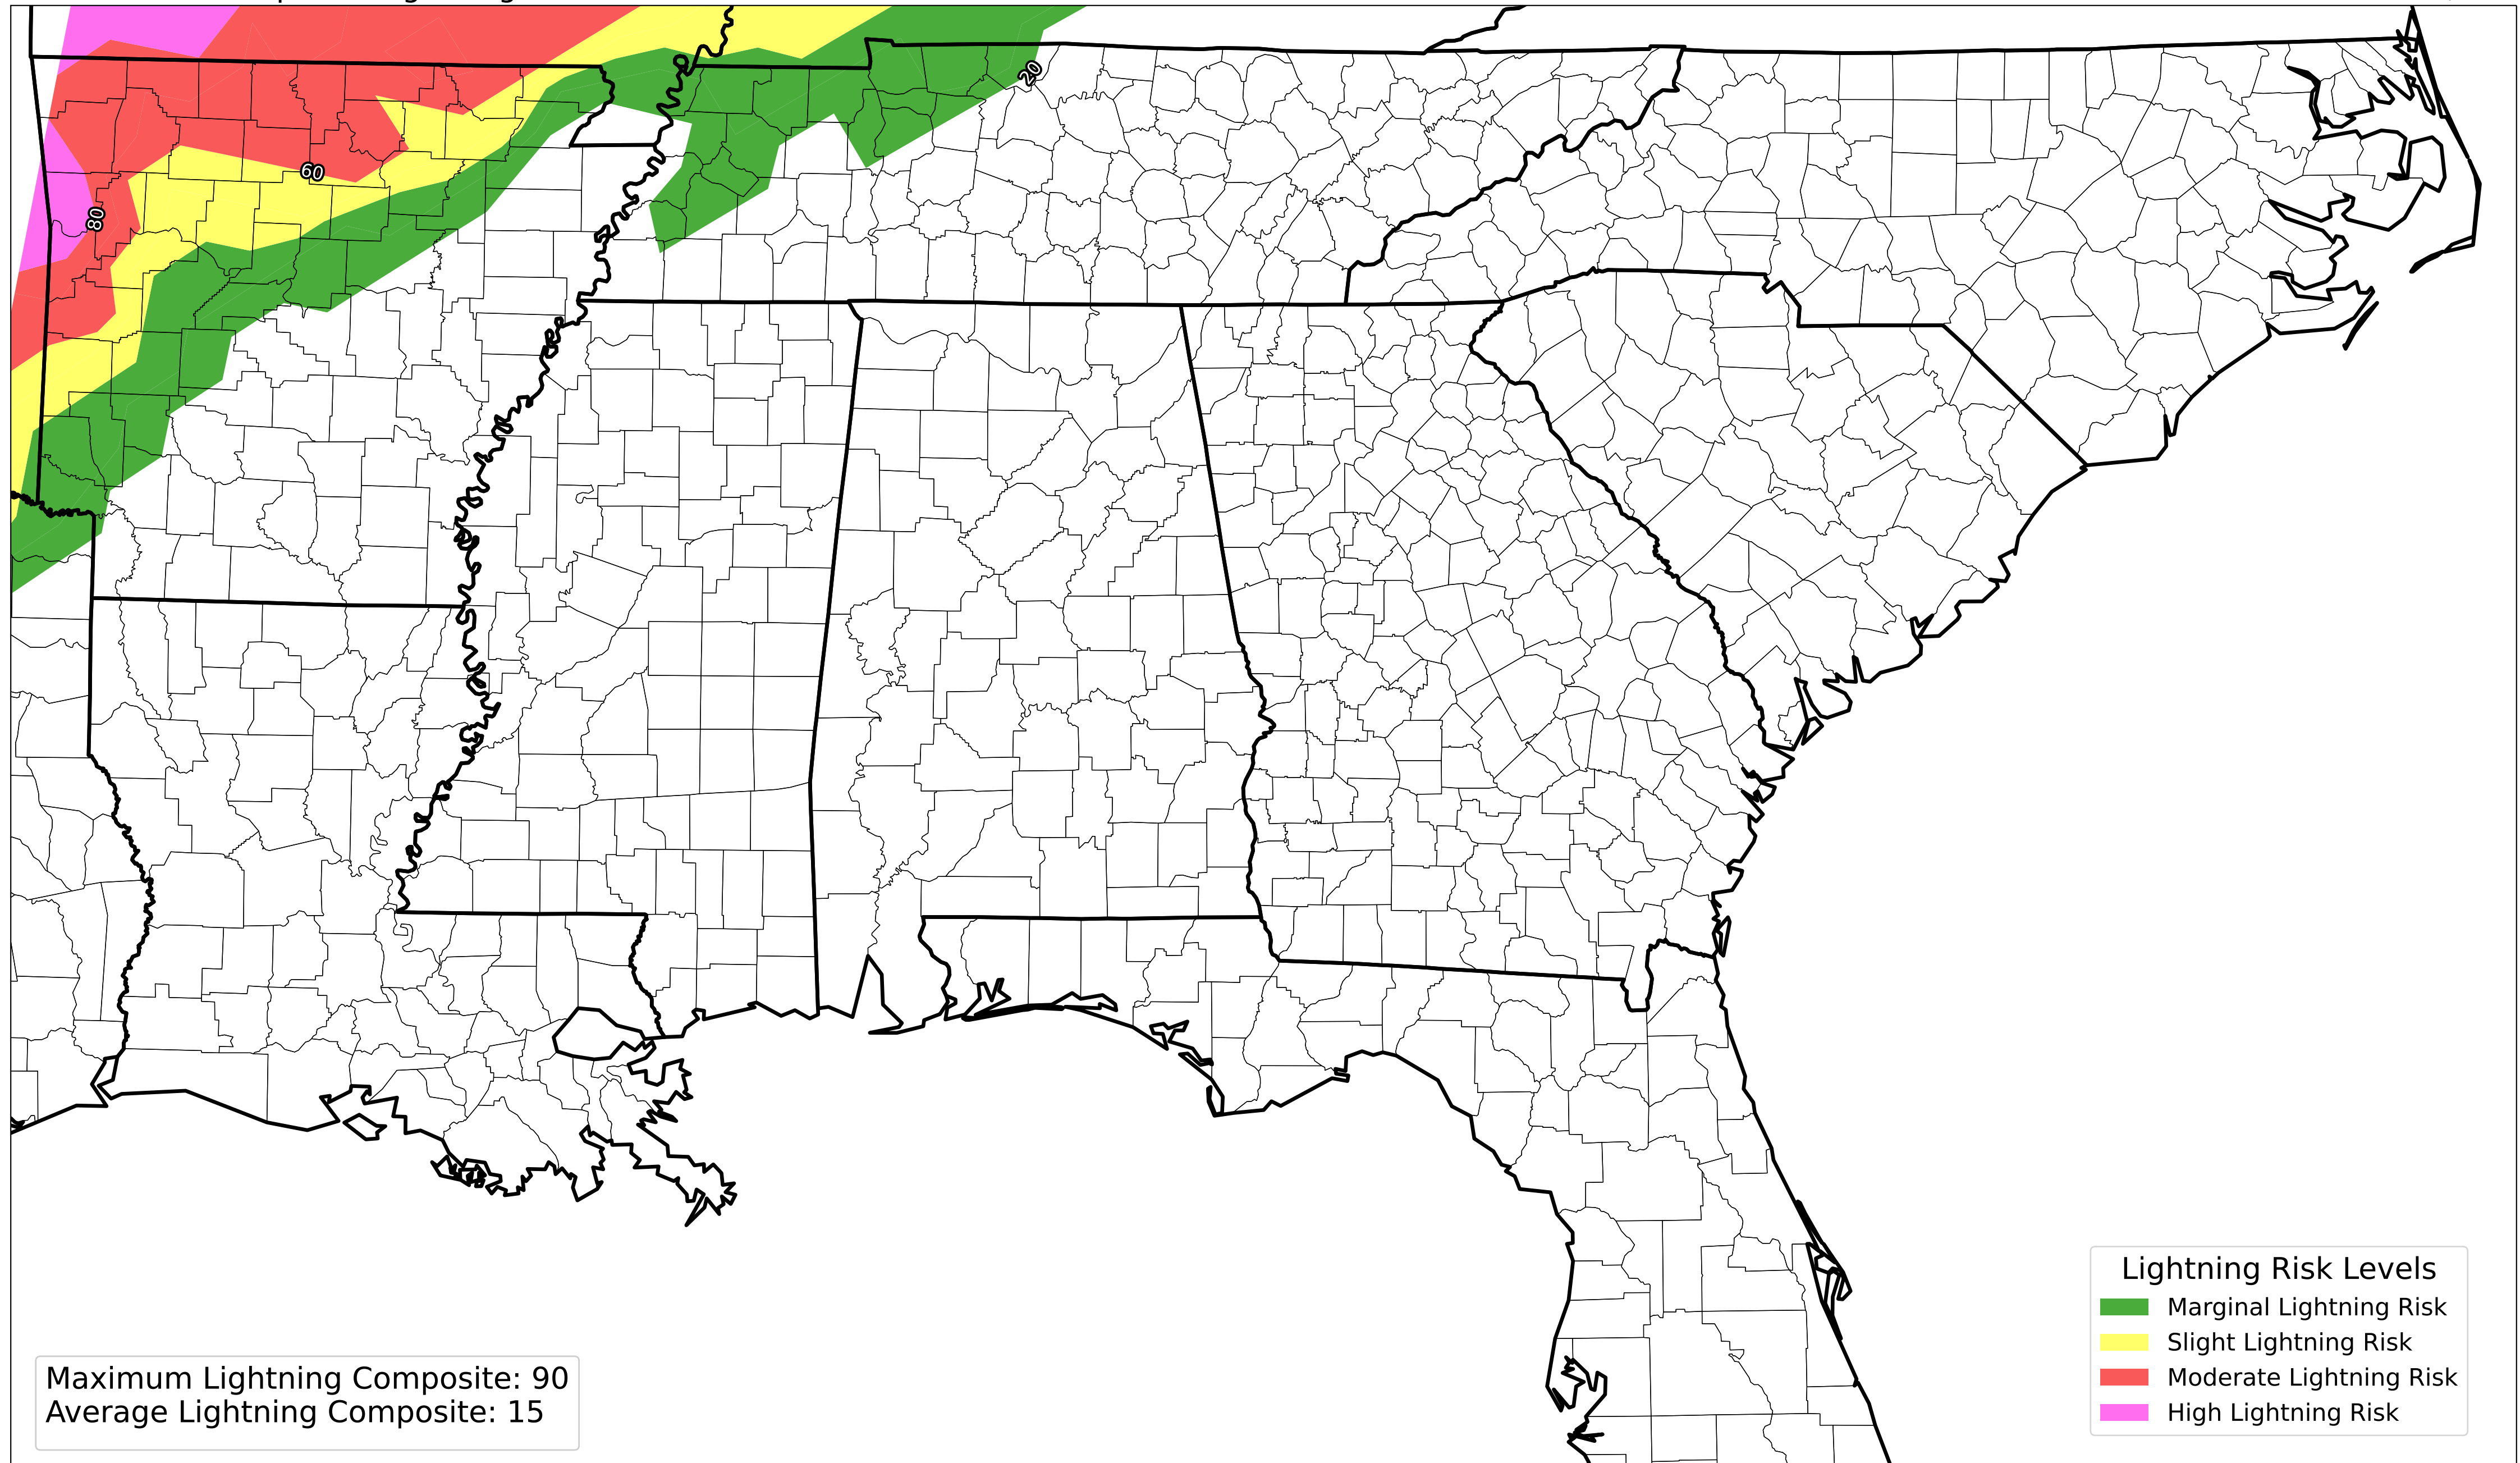 20
60
80
Lightning Risk Levels
Marginal Lightning Risk
Slight Lightning Risk
Moderate Lightning Risk
High Lightning Risk
Maximum Lightning Composite: 90
Average Lightning Composite: 15